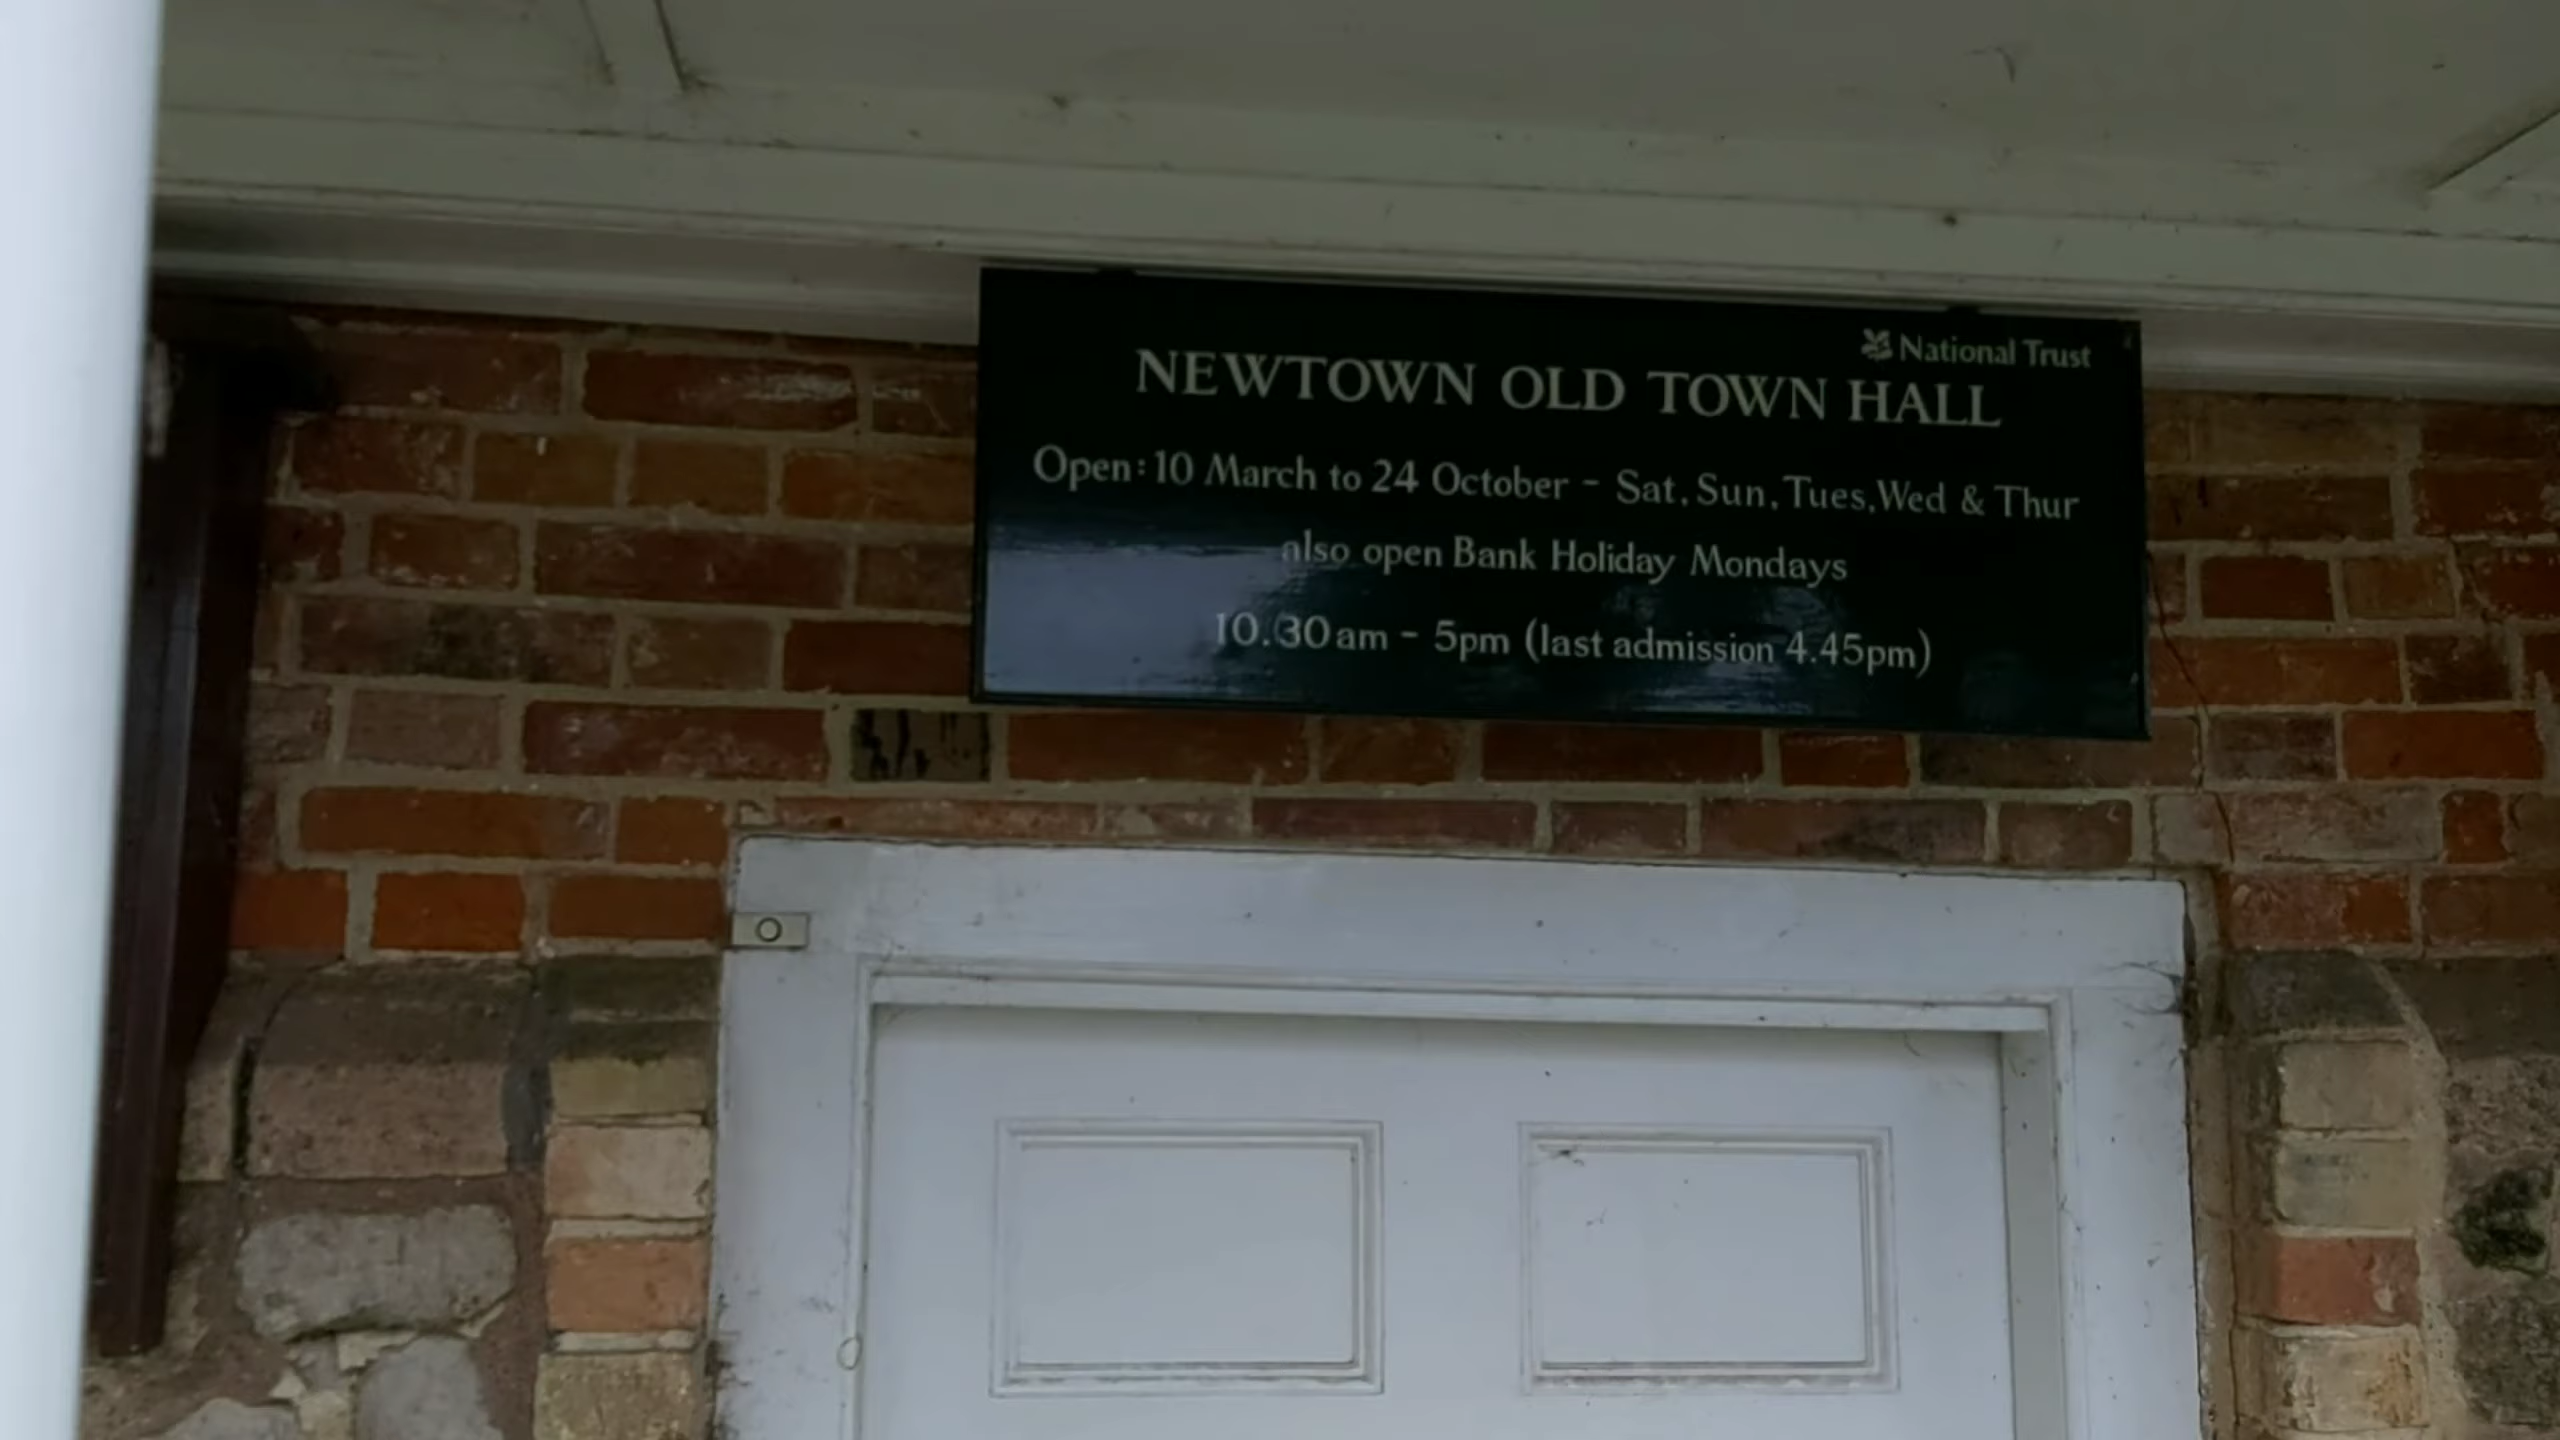 National Trust
NEWTOWN OLD TOWN HALL
Open: 10 March to 24 October - Sat, Sun, Tues, Wed & Thur
also open Bank Holiday Mondays
10.30am - 5pm (last admission 4.45pm)